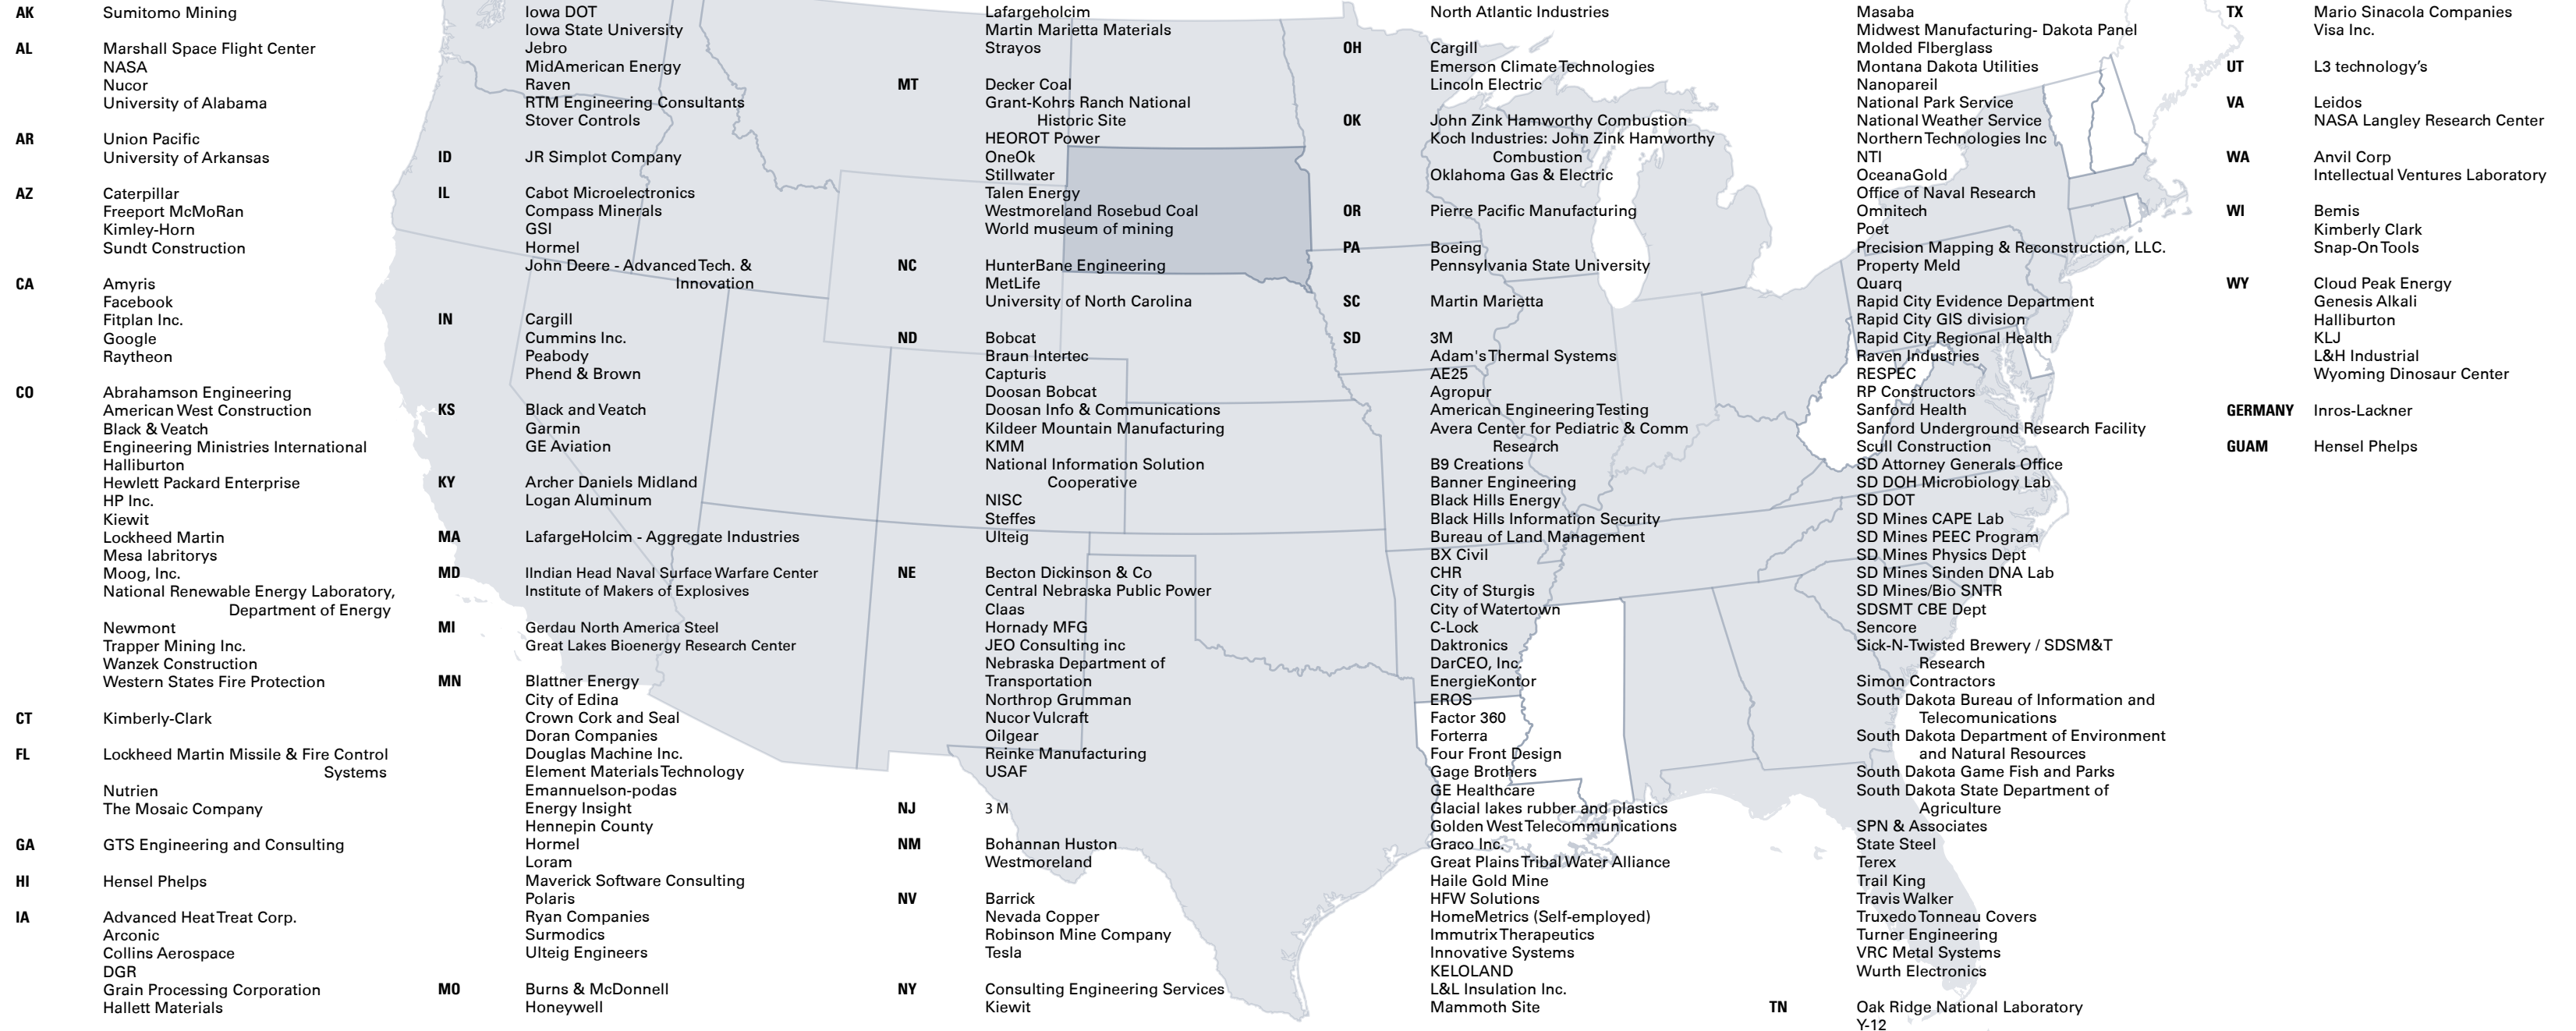 AK Sumitomo Mining
AL Marshall Space Flight Center
NASA
Nucor
University of Alabama
AR Union Pacific
University of Arkansas
AZ Caterpillar
Freeport McMoRan
Kimley-Horn
Sundt Construction
CA Amyris
Facebook
Fitplan Inc.
Google
Raytheon
CO Abrahamson Engineering
American West Construction
Black & Veatch
Engineering Ministries International
Halliburton
Hewlett Packard Enterprise
HP Inc.
Kiewit
Lockheed Martin
Mesa labritorys
Moog, Inc.
National Renewable Energy Laboratory,
Department of Energy
Newmont
Trapper Mining Inc.
Wanzek Construction
Western States Fire Protection
CT Kimberly-Clark
FL Lockheed Martin Missile & Fire Control
Systems
Nutrien
The Mosaic Company
GA GTS Engineering and Consulting
HI Hensel Phelps
IA Advanced Heat Treat Corp.
Arconic
Collins Aerospace
DGR
Grain Processing Corporation
Hallett Materials
Iowa DOT
Iowa State University
Jebro
MidAmerican Energy
Raven
RTM Engineering Consultants
Stover Controls
ID JR Simplot Company
IL Cabot Microelectronics
Compass Minerals
GSI
Hormel
John Deere - Advanced Tech. &
Innovation
IN Cargill
Cummins Inc.
Peabody
Phend & Brown
KS Black and Veatch
Garmin
GE Aviation
KY Archer Daniels Midland
Logan Aluminum
MA LafargeHolcim - Aggregate Industries
MD IIndian Head Naval Surface Warfare Center
Institute of Makers of Explosives
MI Gerdau North America Steel
Great Lakes Bioenergy Research Center
MN Blattner Energy
City of Edina
Crown Cork and Seal
Doran Companies
Douglas Machine Inc.
Element Materials Technology
Emannuelson-podas
Energy Insight
Hennepin County
Hormel
Loram
Maverick Software Consulting
Polaris
Ryan Companies
Surmodics
Ulteig Engineers
MO Burns & McDonnell
Honeywell
Lafargeholcim
Martin Marietta Materials
Strayos
MT Decker Coal
Grant-Kohrs Ranch National
Historic Site
HEOROT Power
OneOk
Stillwater
Talen Energy
Westmoreland Rosebud Coal
World museum of mining
NC HunterBane Engineering
MetLife
University of North Carolina
ND Bobcat
Braun Intertec
Capturis
Doosan Bobcat
Doosan Info & Communications
Kildeer Mountain Manufacturing
KMM
National Information Solution
Cooperative
NISC
Steffes
Ulteig
NE Becton Dickinson & Co
Central Nebraska Public Power
Claas
Hornady MFG
JEO Consulting inc
Nebraska Department of
Transportation
Northrop Grumman
Nucor Vulcraft
Oilgear
Reinke Manufacturing
USAF
NJ 3 M
NM Bohannan Huston
Westmoreland
NV Barrick
Nevada Copper
Robinson Mine Company
Tesla
NY Consulting Engineering Services
Kiewit
North Atlantic Industries
OH Cargill
Emerson Climate Technologies
Lincoln Electric
OK John Zink Hamworthy Combustion
Koch Industries: John Zink Hamworthy
Combustion
Oklahoma Gas & Electric
OR Pierre Pacific Manufacturing
PA Boeing
Pennsylvania State University
SC Martin Marietta
SD 3M
Adam's Thermal Systems
AE25
Agropur
American Engineering Testing
Avera Center for Pediatric & Comm
Research
B9 Creations
Banner Engineering
Black Hills Energy
Black Hills Information Security
Bureau of Land Management
BX Civil
CHR
City of Sturgis
City of Watertown
C-Lock
Daktronics
DarCEO, Inc.
EnergieKontor
EROS
Factor 360
Forterra
Four Front Design
Gage Brothers
GE Healthcare
Glacial lakes rubber and plastics
Golden West Telecommunications
Graco Inc.
Great Plains Tribal Water Alliance
Haile Gold Mine
HFW Solutions
HomeMetrics (Self-employed)
Immutrix Therapeutics
Innovative Systems
KELOLAND
L&L Insulation Inc.
Mammoth Site
Masaba
Midwest Manufacturing- Dakota Panel
Molded FIberglass
Montana Dakota Utilities
Nanopareil
National Park Service
National Weather Service
Northern Technologies Inc
NTI
OceanaGold
Office of Naval Research
Omnitech
Poet
Precision Mapping & Reconstruction, LLC.
Property Meld
Quarq
Rapid City Evidence Department
Rapid City GIS division
Rapid City Regional Health
Raven Industries
RESPEC
RP Constructors
Sanford Health
Sanford Underground Research Facility
Scull Construction
SD Attorney Generals Office
SD DOH Microbiology Lab
SD DOT
SD Mines CAPE Lab
SD Mines PEEC Program
SD Mines Physics Dept
SD Mines Sinden DNA Lab
SD Mines/Bio SNTR
SDSMT CBE Dept
Sencore
Sick-N-Twisted Brewery / SDSM&T
Research
Simon Contractors
South Dakota Bureau of Information and
Telecomunications
South Dakota Department of Environment
and Natural Resources
South Dakota Game Fish and Parks
South Dakota State Department of
Agriculture
SPN & Associates
State Steel
Terex
Trail King
Travis Walker
Truxedo Tonneau Covers
Turner Engineering
VRC Metal Systems
Wurth Electronics
TN Oak Ridge National Laboratory
Y-12
TX Mario Sinacola Companies
Visa Inc.
UT L3 technology's
VA Leidos
NASA Langley Research Center
WA Anvil Corp
Intellectual Ventures Laboratory
WI Bemis
Kimberly Clark
Snap-On Tools
WY Cloud Peak Energy
Genesis Alkali
Halliburton
KLJ
L&H Industrial
Wyoming Dinosaur Center
GERMANY Inros-Lackner
GUAM Hensel Phelps